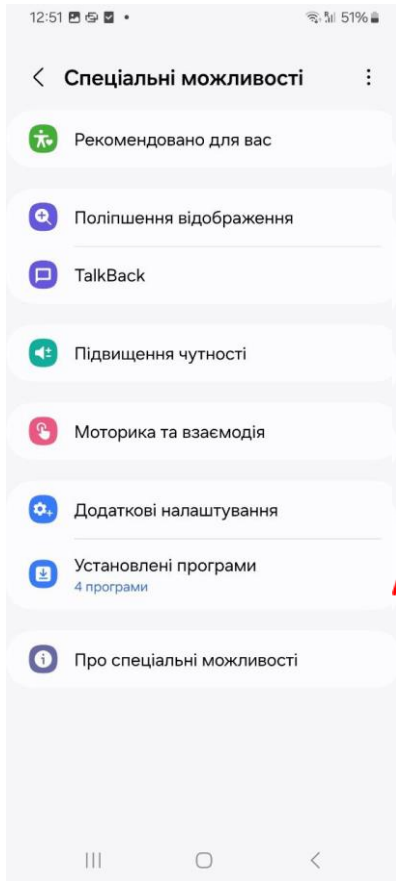 12:51 51%
Спеціальні можливості
Рекомендовано для вас
Поліпшення відображення
TalkBack
Підвищення чутності
Моторика та взаємодія
Додаткові налаштування
Установлені програми
4 програми
Про спеціальні можливості